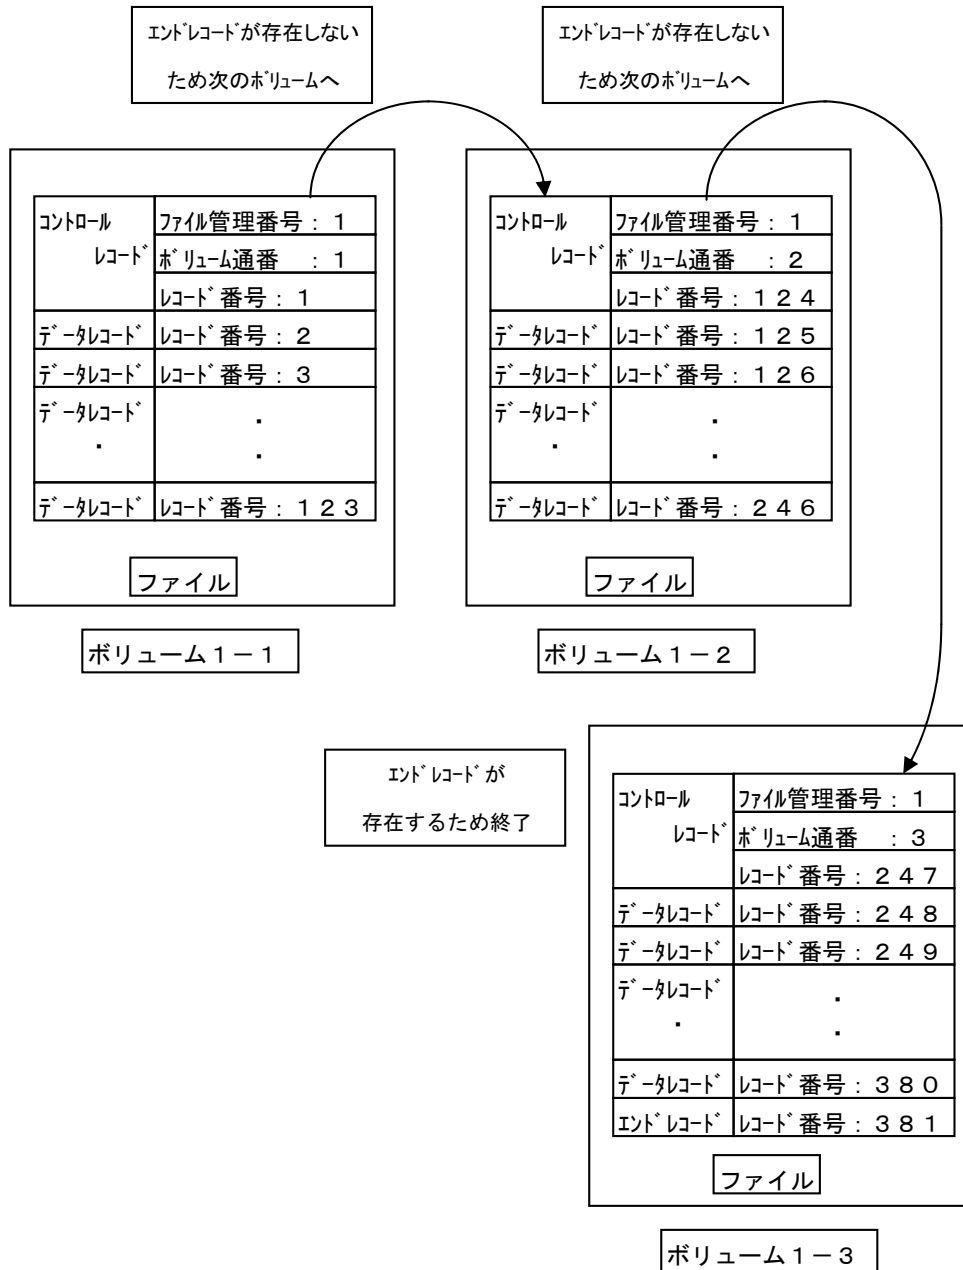 ｴﾝﾄﾞﾚｺｰﾄﾞが存在しない
ため次のﾎﾞﾘｭｰﾑへ
ｴﾝﾄﾞﾚｺｰﾄﾞが存在しない
ため次のﾎﾞﾘｭｰﾑへ
ｺﾝﾄﾛｰﾙ
ﾚｺｰﾄﾞ
ﾌｧｲﾙ管理番号：１
ﾎﾞﾘｭｰﾑ通番　：１
ﾚｺｰﾄﾞ番号：１
ﾃﾞｰﾀﾚｺｰﾄﾞ ﾚｺｰﾄﾞ番号：２
ﾃﾞｰﾀﾚｺｰﾄﾞ ﾚｺｰﾄﾞ番号：３
ﾃﾞｰﾀﾚｺｰﾄﾞ ・
・ ・
ﾃﾞｰﾀﾚｺｰﾄﾞ ﾚｺｰﾄﾞ番号：１２３
ファイル
ボリューム１－１
ｺﾝﾄﾛｰﾙ
ﾚｺｰﾄﾞ
ﾌｧｲﾙ管理番号：１
ﾎﾞﾘｭｰﾑ通番　：２
ﾚｺｰﾄﾞ番号：１２４
ﾃﾞｰﾀﾚｺｰﾄﾞ ﾚｺｰﾄﾞ番号：１２５
ﾃﾞｰﾀﾚｺｰﾄﾞ ﾚｺｰﾄﾞ番号：１２６
ﾃﾞｰﾀﾚｺｰﾄﾞ ・
・ ・
ﾃﾞｰﾀﾚｺｰﾄﾞ ﾚｺｰﾄﾞ番号：２４６
ファイル
ボリューム１－２
ｴﾝﾄﾞﾚｺｰﾄﾞが
存在するため終了
ｺﾝﾄﾛｰﾙ
ﾚｺｰﾄﾞ
ﾌｧｲﾙ管理番号：１
ﾎﾞﾘｭｰﾑ通番　：３
ﾚｺｰﾄﾞ番号：２４７
ﾃﾞｰﾀﾚｺｰﾄﾞ ﾚｺｰﾄﾞ番号：２４８
ﾃﾞｰﾀﾚｺｰﾄﾞ ﾚｺｰﾄﾞ番号：２４９
ﾃﾞｰﾀﾚｺｰﾄﾞ ・
・ ・
ﾃﾞｰﾀﾚｺｰﾄﾞ ﾚｺｰﾄﾞ番号：３８０
ｴﾝﾄﾞﾚｺｰﾄﾞ ﾚｺｰﾄﾞ番号：３８１
ファイル
ボリューム１－３